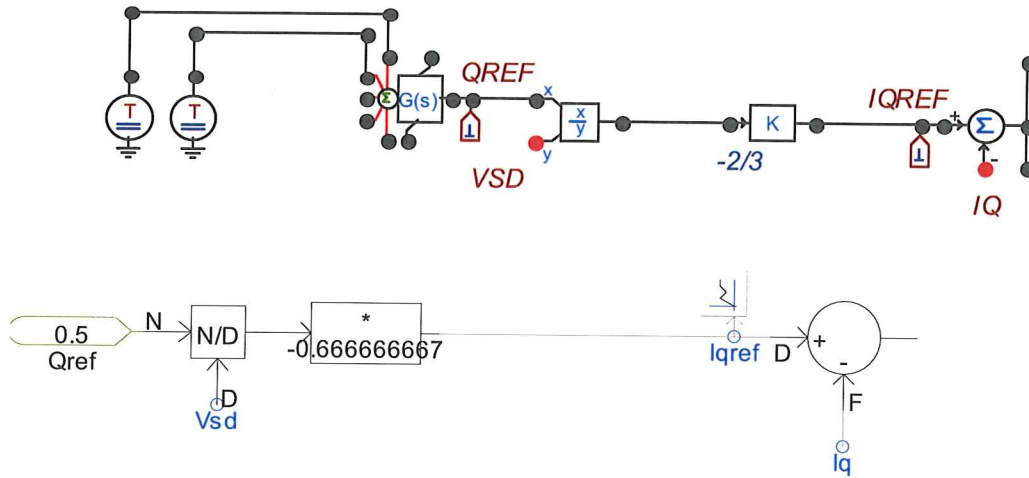 T
T
Σ
G(s)
QREF
x
x
y
y
VSD
K
-2/3
IQREF
+
Σ
-
IQ
0.5
Qref
N
N/D
D
Vsd
*
-0.666666667
Iqref
D
+
-
F
Iq